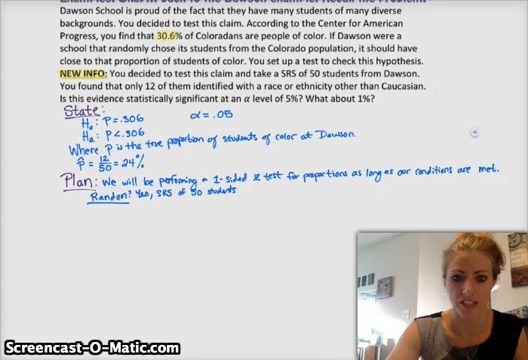 Dawson School is proud of the fact that they have many students of many diverse
backgrounds. You decided to test this claim. According to the Center for American
Progress, you find that 30.6% of Coloradans are people of color. If Dawson were a
school that randomly chose its students from the Colorado population, it should have
close to that proportion of students of color. You set up a test to check this hypothesis.
NEW INFO: You decided to test this claim and take a SRS of 50 students from Dawson.
You found that only 12 of them identified with a race or ethnicity other than Caucasian.
Is this evidence statistically significant at an α level of 5%? What about 1%?
State:
H₀: P = .306 α = .05
Hₐ: P < .306
Where P is the true proportion of students of color at Dawson.
p̂ = 12/50 = 24%
Plan: We will be performing a 1-sided z test for proportions as long as our conditions are met.
Random? Yes, SRS of 50 students
Screencast-O-Matic.com